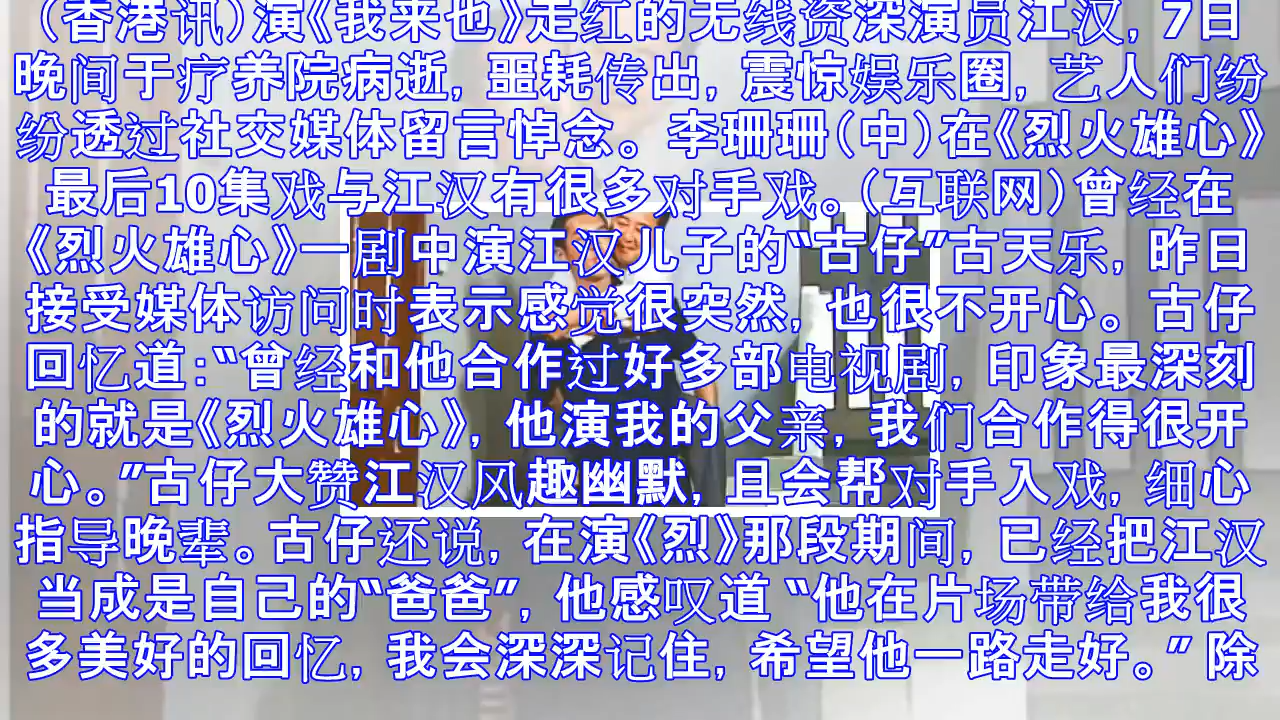 (香港讯)演《我来也》走红的无线资深演员江汉, 7日
晚间于疗养院病逝, 噩耗传出, 震惊娱乐圈, 艺人们纷
纷透过社交媒体留言悼念。李珊珊(中)在《烈火雄心》
最后10集戏与江汉有很多对手戏。(互联网)曾经在
《烈火雄心》一剧中演江汉儿子的“古仔”古天乐, 昨日
接受媒体访问时表示感觉很突然, 也很不开心。古仔
回忆道:“曾经和他合作过好多部电视剧, 印象最深刻
的就是《烈火雄心》, 他演我的父亲, 我们合作得很开
心。”古仔大赞江汉风趣幽默, 且会帮对手入戏, 细心
指导晚辈。古仔还说, 在演《烈》那段期间, 已经把江汉
当成是自己的“爸爸”, 他感叹道 “他在片场带给我很
多美好的回忆, 我会深深记住, 希望他一路走好。” 除